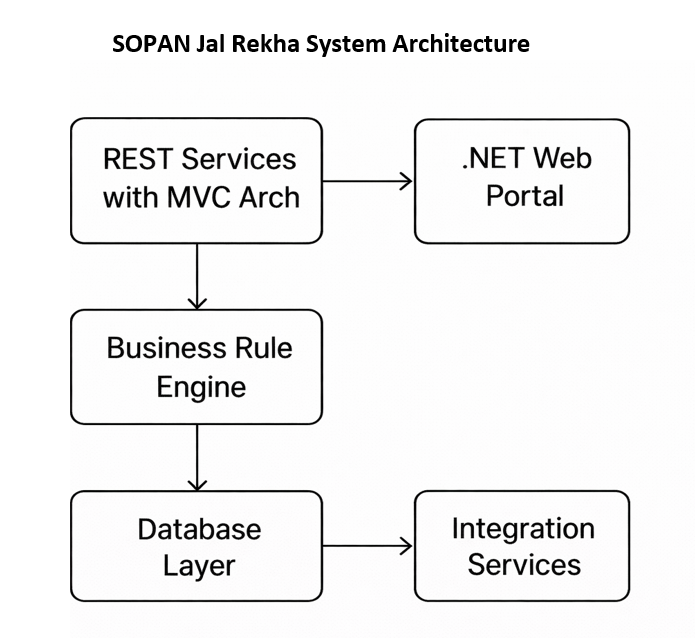 SOPAN Jal Rekha System Architecture
REST Services
with MVC Arch
.NET Web
Portal
Business Rule
Engine
Database
Layer
Integration
Services